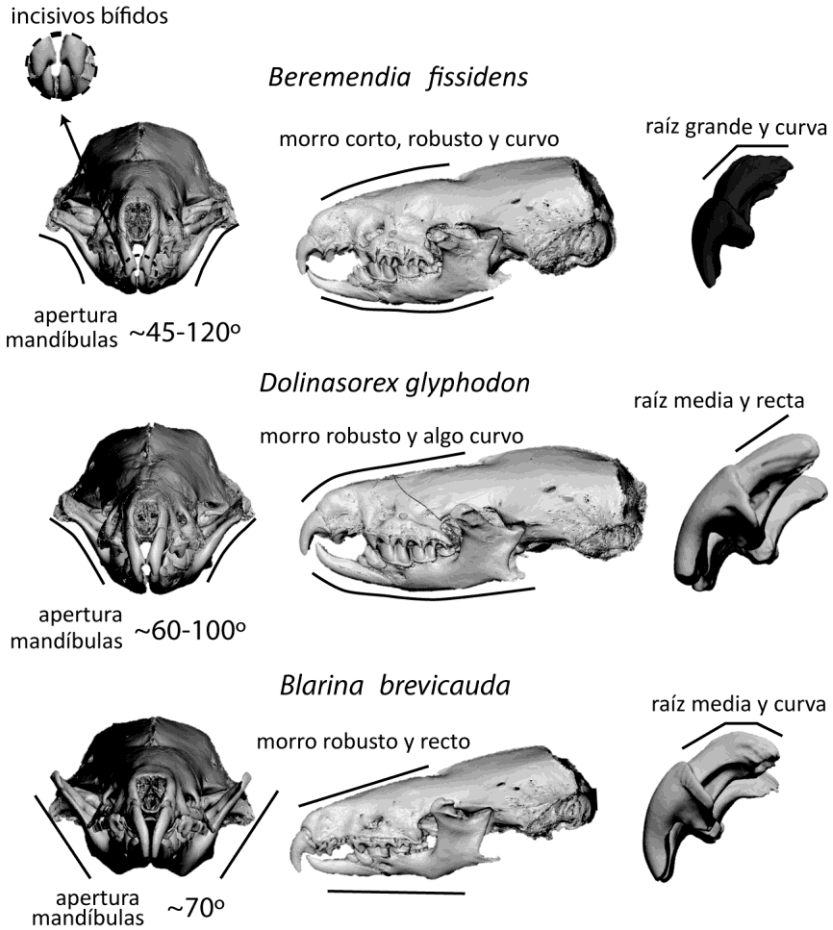 incisivos bífidos
Beremendia fissidens
morro corto, robusto y curvo
raíz grande y curva
apertura
mandíbulas ~45-120º
Dolinasorex glyphodon
morro robusto y algo curvo
raíz media y recta
apertura
mandíbulas ~60-100º
Blarina brevicauda
morro robusto y recto
raíz media y curva
apertura
mandíbulas ~70º